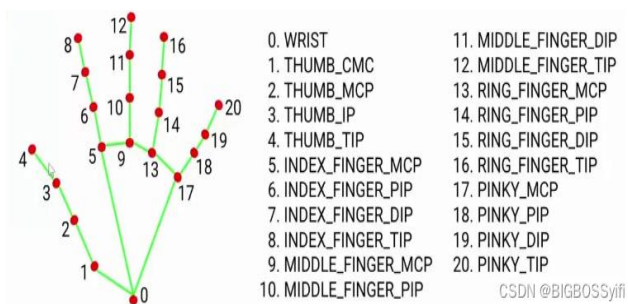 12
8
16
11
7
15
20
10
6
14
19
5
9
18
4
13
17
3
2
1
0
0. WRIST
1. THUMB_CMC
2. THUMB_MCP
3. THUMB_IP
4. THUMB_TIP
5. INDEX_FINGER_MCP
6. INDEX_FINGER_PIP
7. INDEX_FINGER_DIP
8. INDEX_FINGER_TIP
9. MIDDLE_FINGER_MCP
10. MIDDLE_FINGER_PIP
11. MIDDLE_FINGER_DIP
12. MIDDLE_FINGER_TIP
13. RING_FINGER_MCP
14. RING_FINGER_PIP
15. RING_FINGER_DIP
16. RING_FINGER_TIP
17. PINKY_MCP
18. PINKY_PIP
19. PINKY_DIP
20. PINKY_TIP
CSDN @BIGBOSSyifi